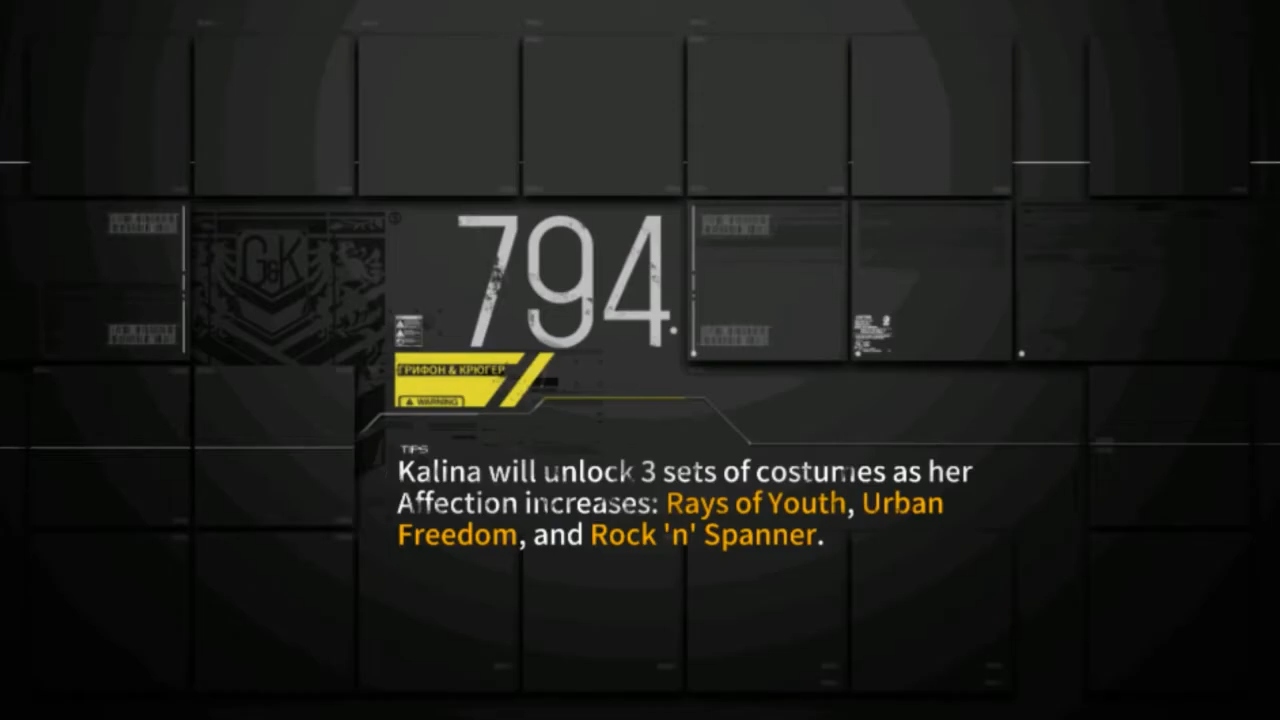 G&K
794.
ГРИФОН & КРЮГЕР
WARNING
TIPS
Kalina will unlock 3 sets of costumes as her
Affection increases: Rays of Youth, Urban
Freedom, and Rock 'n' Spanner.